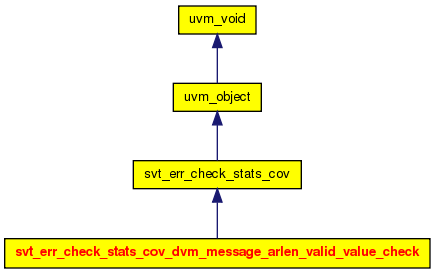 uvm_void
uvm_object
svt_err_check_stats_cov
svt_err_check_stats_cov_dvm_message_arlen_valid_value_check